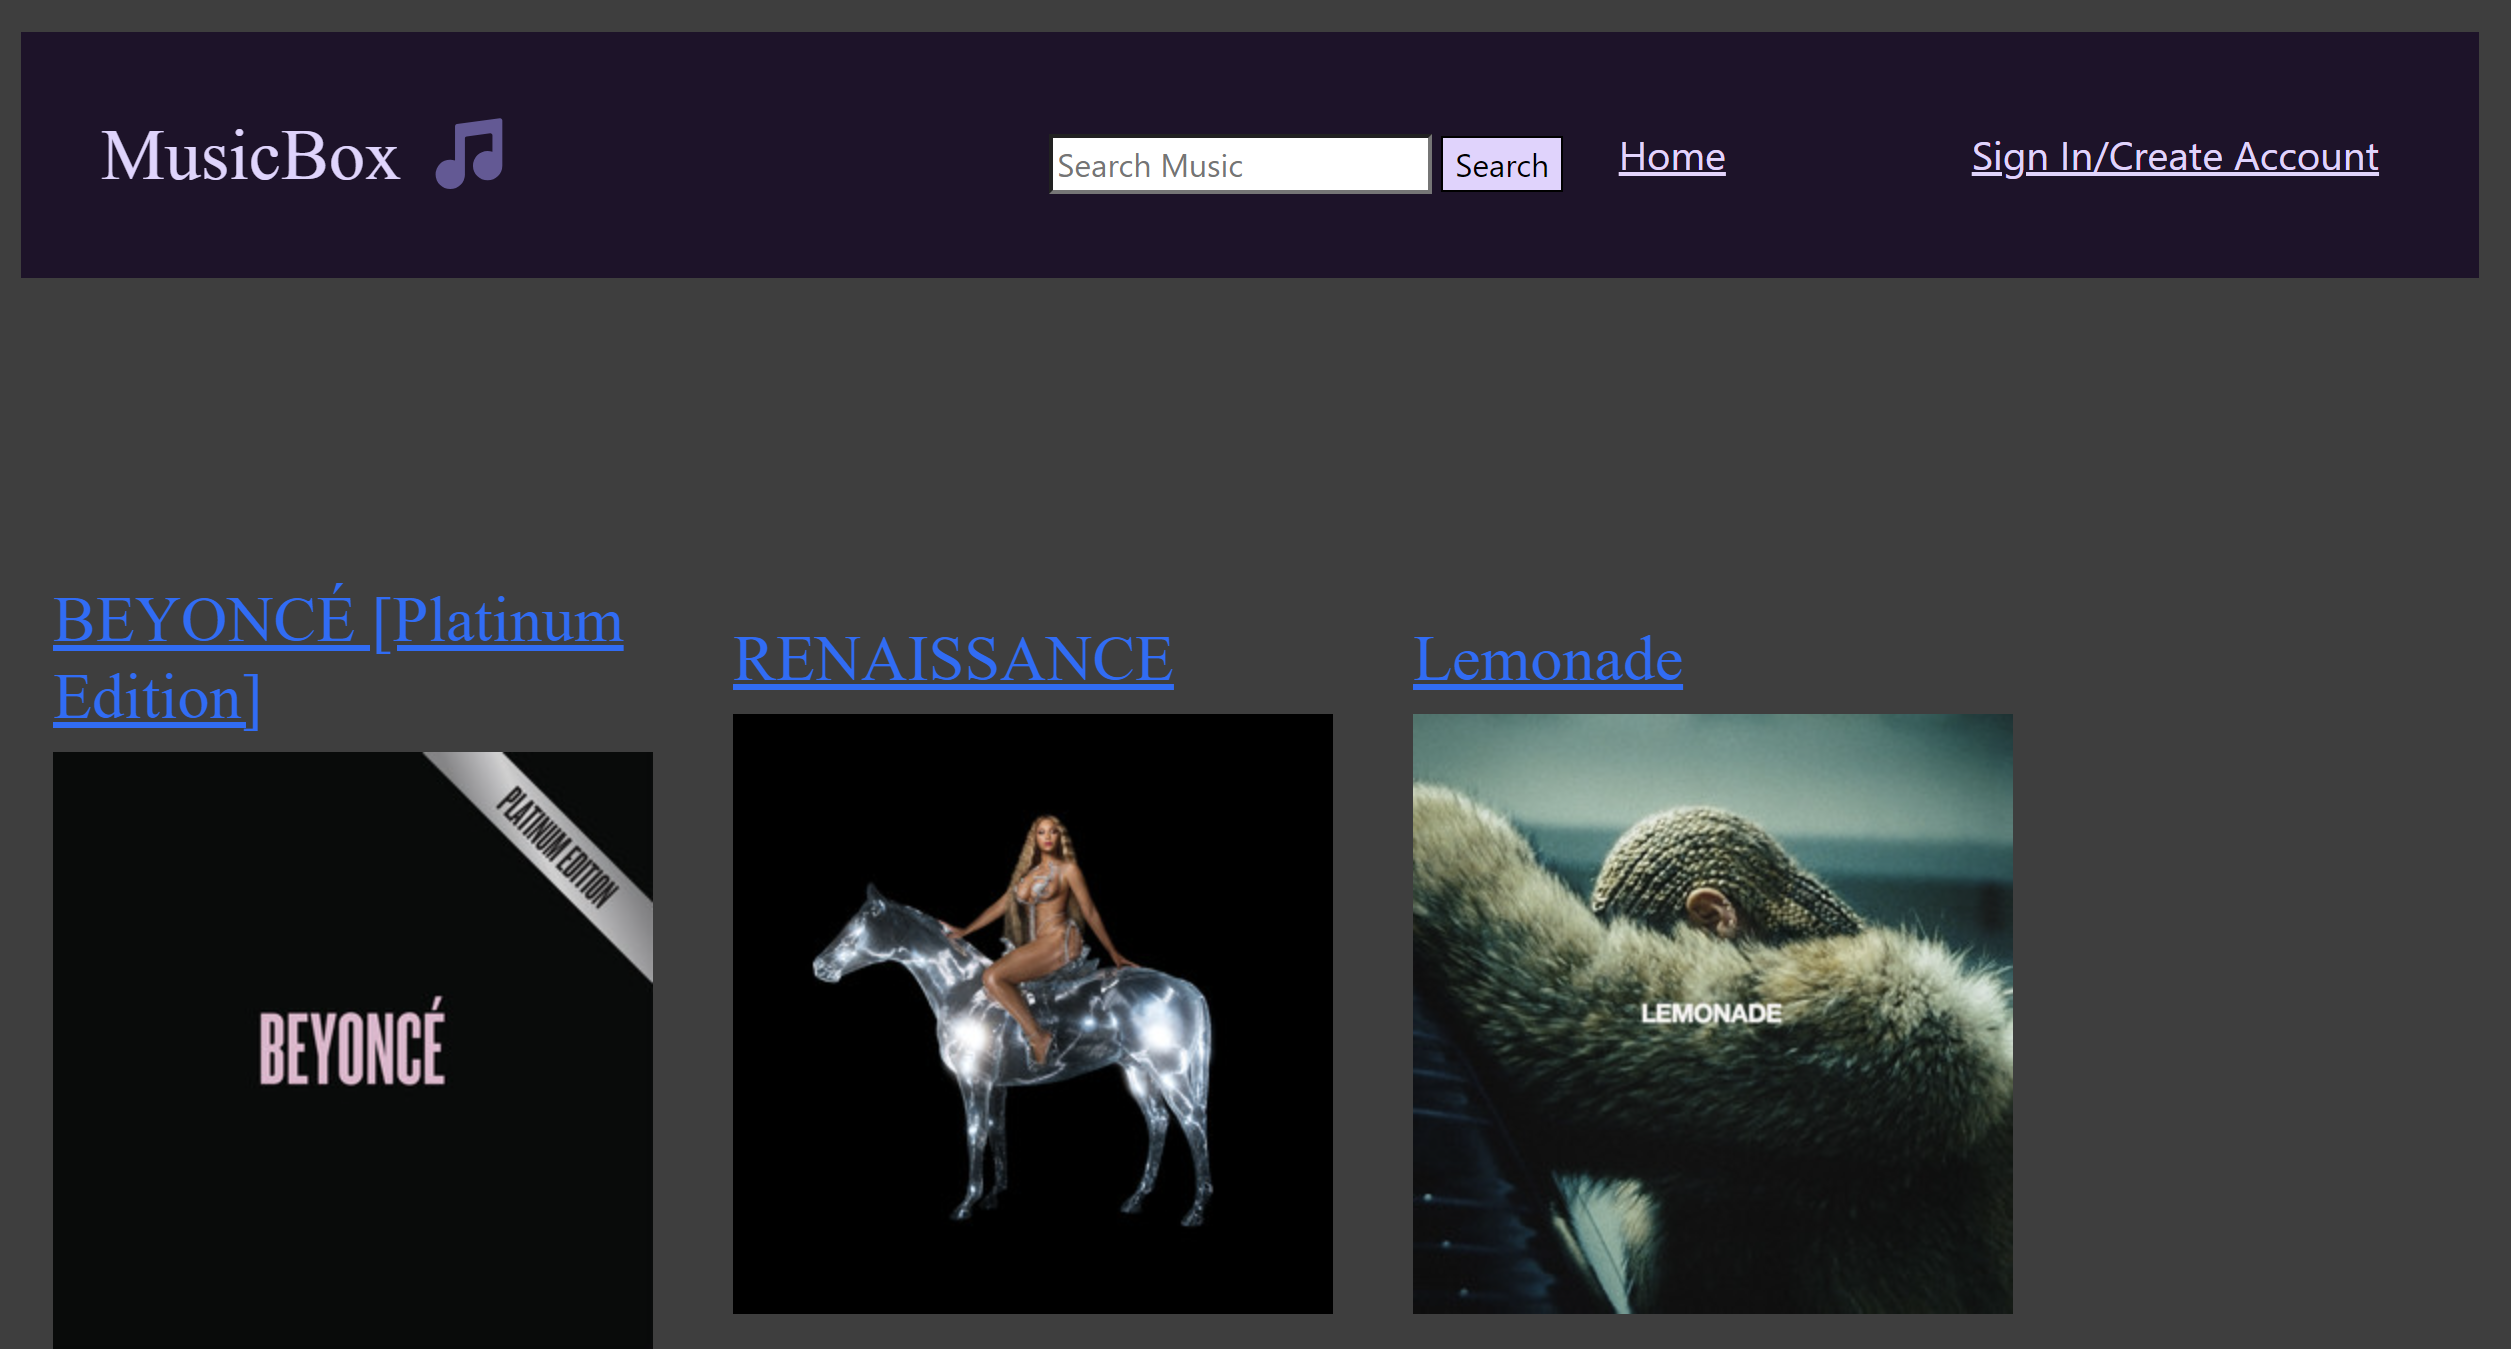 MusicBox
Search Music
Search
Home
Sign In/Create Account
BEYONCÉ [Platinum
Edition]
RENAISSANCE
Lemonade
PLATINUM EDITION
BEYONCÉ
LEMONADE